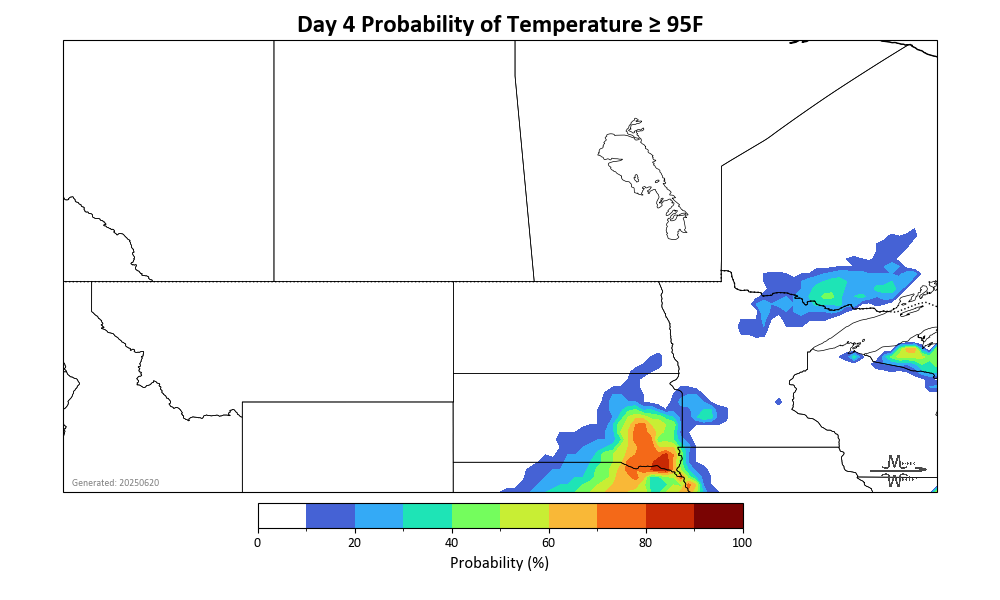 Day 4 Probability of Temperature ≥ 95F
Generated: 20250620
0 20 40 60 80 100
Probability (%)